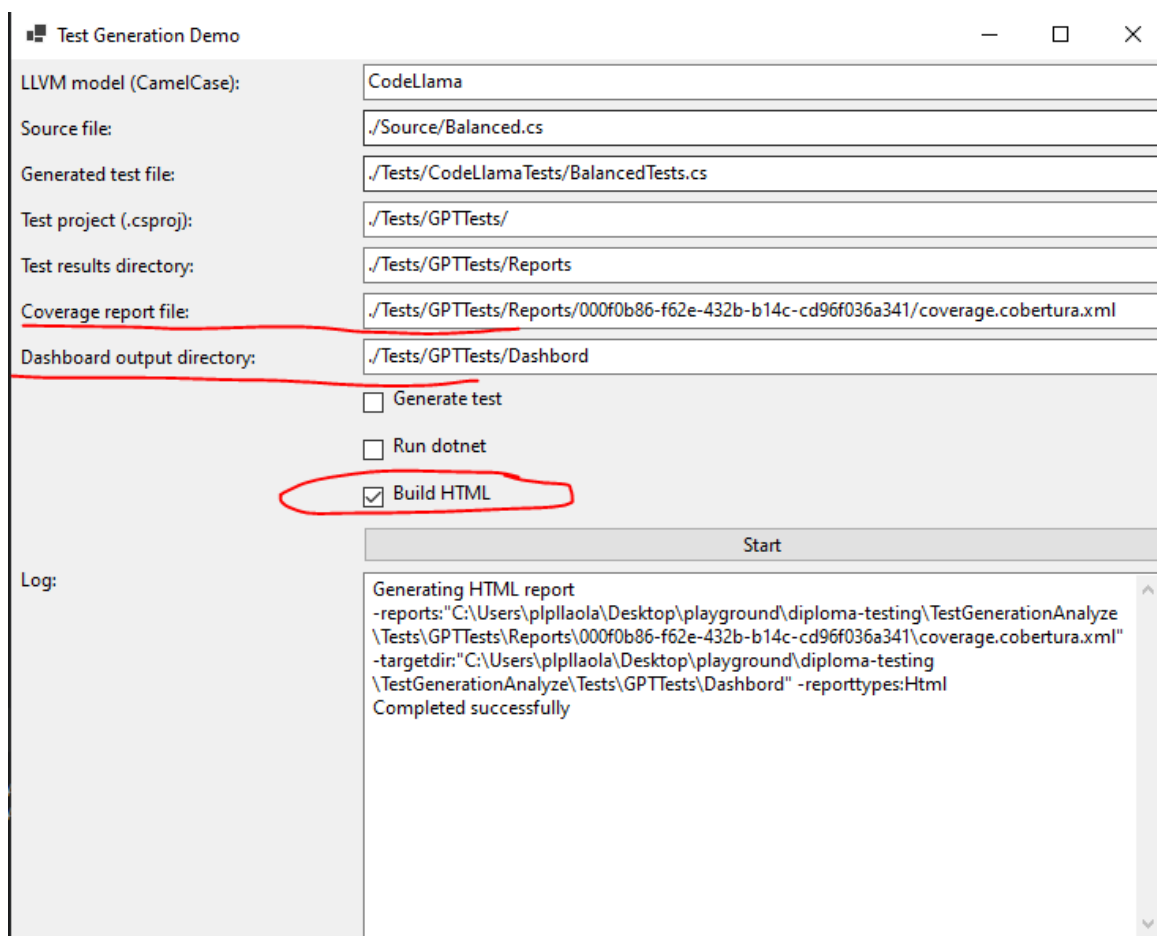 Test Generation Demo
LLVM model (CamelCase): CodeLlama
Source file: ./Source/Balanced.cs
Generated test file: ./Tests/CodeLlamaTests/BalancedTests.cs
Test project (.csproj): ./Tests/GPTTests/
Test results directory: ./Tests/GPTTests/Reports
Coverage report file: ./Tests/GPTTests/Reports/000f0b86-f62e-432b-b14c-cd96f036a341/coverage.cobertura.xml
Dashboard output directory: ./Tests/GPTTests/Dashbord
Generate test
Run dotnet
Build HTML
Start
Log:
Generating HTML report
-reports:"C:\Users\plpllaola\Desktop\playground\diploma-testing\TestGenerationAnalyze
\Tests\GPTTests\Reports\000f0b86-f62e-432b-b14c-cd96f036a341\coverage.cobertura.xml"
-targetdir:"C:\Users\plpllaola\Desktop\playground\diploma-testing
\TestGenerationAnalyze\Tests\GPTTests\Dashbord" -reporttypes:Html
Completed successfully